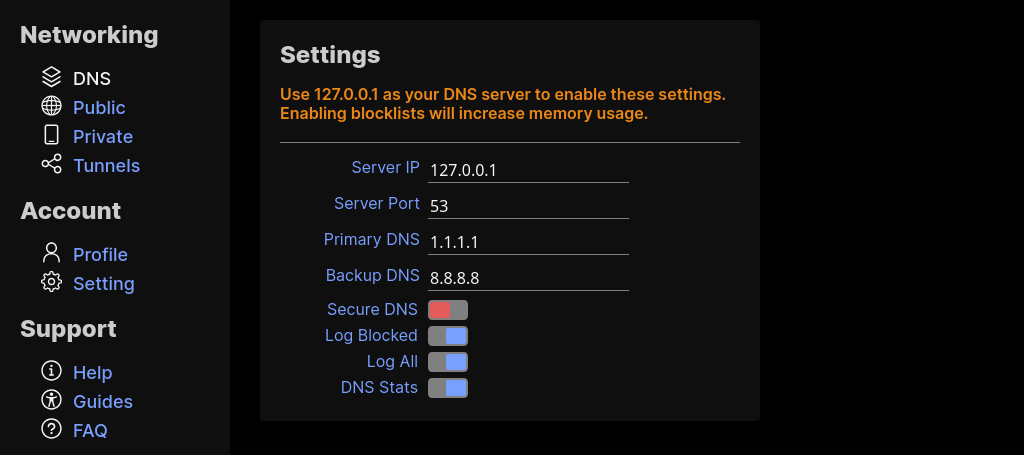 Networking
DNS
Public
Private
Tunnels
Account
Profile
Setting
Support
Help
Guides
FAQ
Settings
Use 127.0.0.1 as your DNS server to enable these settings.
Enabling blocklists will increase memory usage.
Server IP 127.0.0.1
Server Port 53
Primary DNS 1.1.1.1
Backup DNS 8.8.8.8
Secure DNS
Log Blocked
Log All
DNS Stats